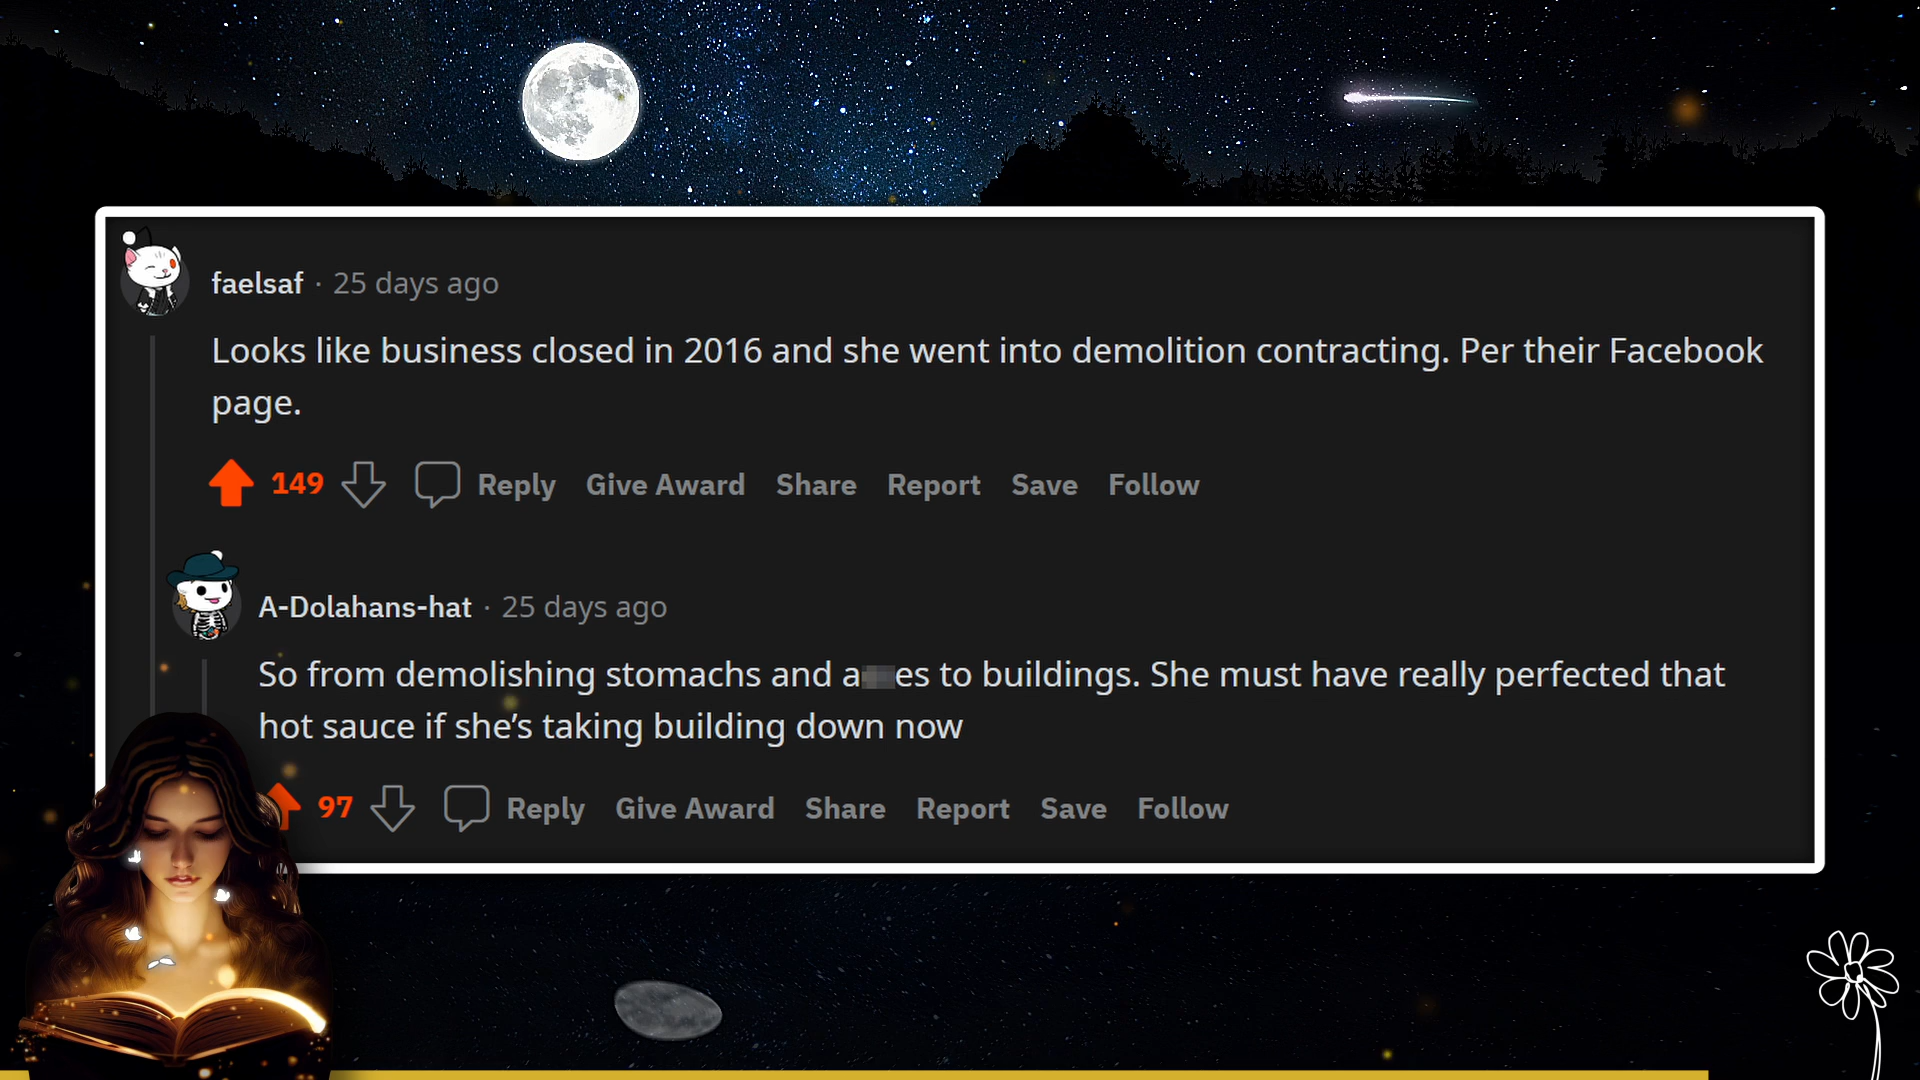 faelsaf · 25 days ago
Looks like business closed in 2016 and she went into demolition contracting. Per their Facebook
page.
149 Reply Give Award Share Report Save Follow
A-Dolahans-hat · 25 days ago
So from demolishing stomachs and a es to buildings. She must have really perfected that
hot sauce if she’s taking building down now
97 Reply Give Award Share Report Save Follow